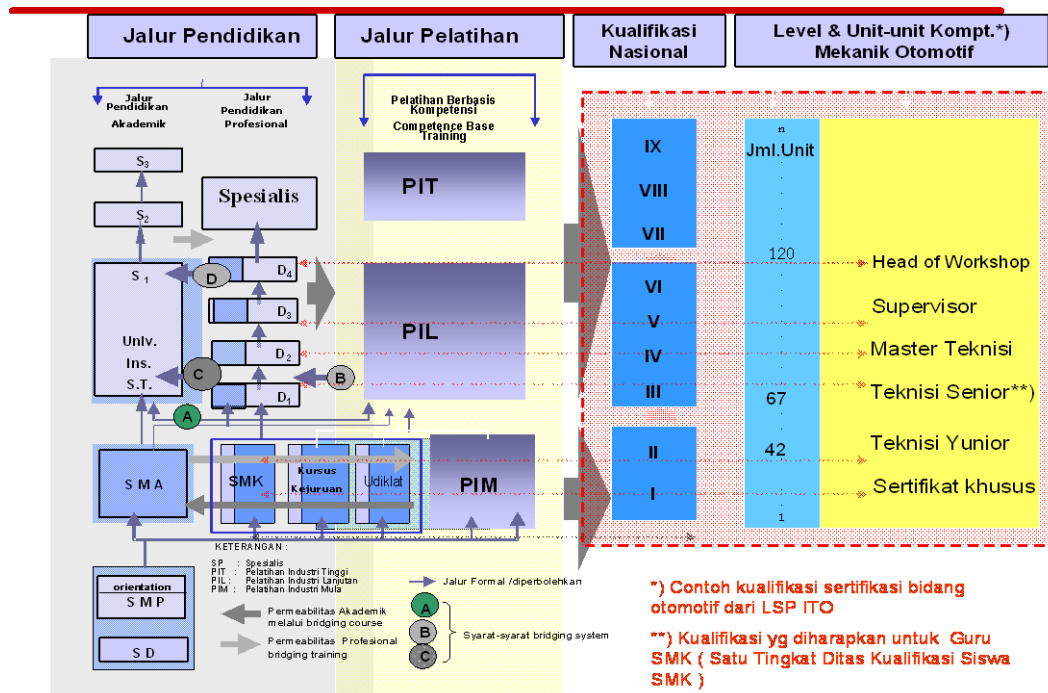 Jalur Pendidikan
Jalur Pelatihan
Kualifikasi
Nasional
Level & Unit-unit Kompt.*)
Mekanik Otomotif
Jalur
Pendidikan
Akademik
Jalur
Pendidikan
Profesional
Pelatihan Berbasis
Kompetensi
Competence Base
Training
S3
S2
S1
Univ.
Ins.
S.T.
Spesialis
D4
D3
D2
D1
D
C
B
A
PIT
PIL
PIM
SMA
SMK
Kursus
Kejuruan
Udiklat
orientation
SMP
SD
IX
VIII
VII
VI
V
IV
III
II
I
n
Jml.Unit
120
67
42
1
Head of Workshop
Supervisor
Master Teknisi
Teknisi Senior**)
Teknisi Yunior
Sertifikat khusus
KETERANGAN :
SP : Spesialis
PIT : Pelatihan Industri Tinggi
PIL : Pelatihan Industri Lanjutan
PIM : Pelatihan Industri Mula
Permeabilitas Akademik
melalui bridging course
Permeabilitas Profesional
bridging training
Jalur Formal /diperbolehkan
A
B
C
Syarat-syarat bridging system
*) Contoh kualifikasi sertifikasi bidang
otomotif dari LSP ITO
**) Kualifikasi yg diharapkan untuk Guru
SMK ( Satu Tingkat Ditas Kualifikasi Siswa
SMK )